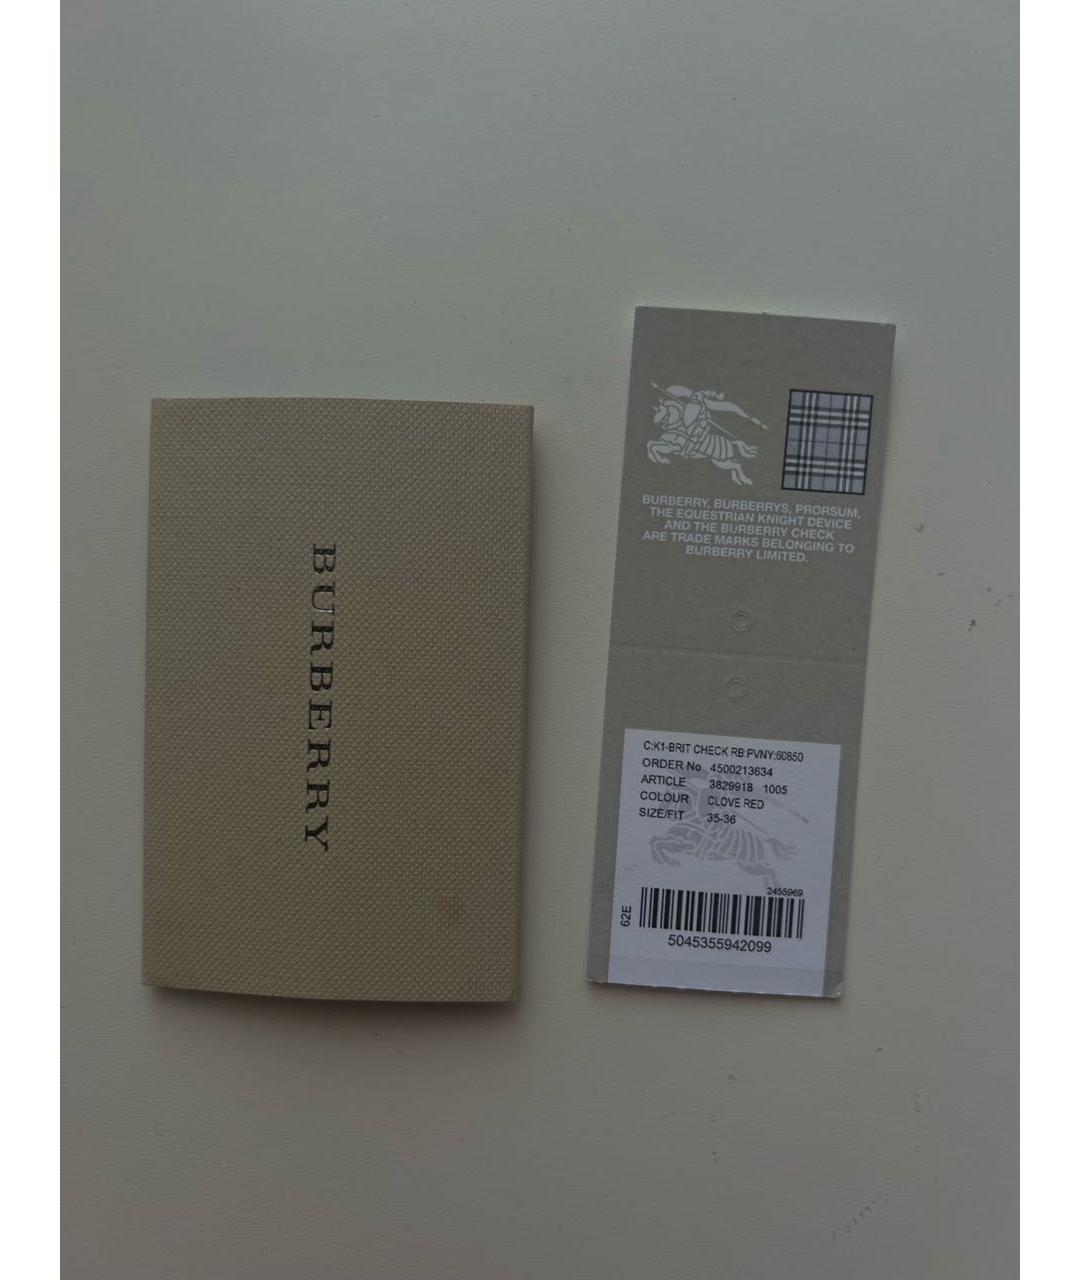 BURBERRY
BURBERRY, BURBERRYS, PRORSUM,
THE EQUESTRIAN KNIGHT DEVICE
AND THE BURBERRY CHECK
ARE TRADE MARKS BELONGING TO
BURBERRY LIMITED.
C:K1-BRIT CHECK RB:PVNY:60850
ORDER No 4500213634
ARTICLE 3829918 1005
COLOUR CLOVE RED
SIZE/FIT 35-36
2455969
62E
5045355942099